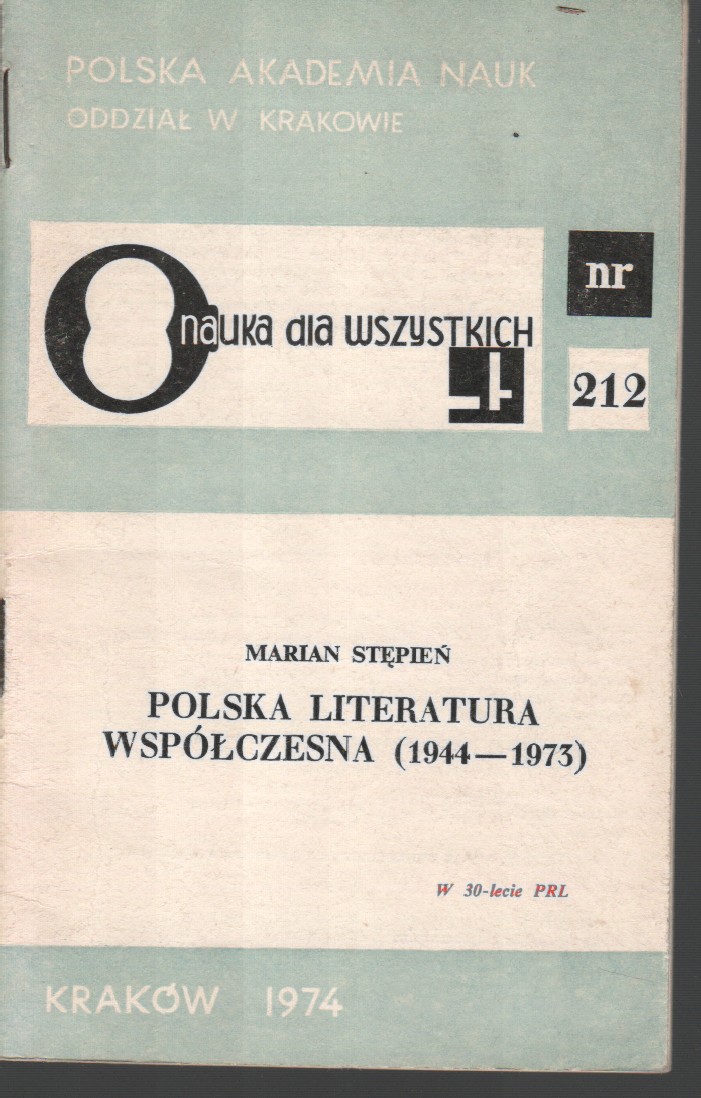 POLSKA AKADEMIA NAUK
ODDZIAŁ W KRAKOWIE
nauka dla WSZYSTKICH
nr
212
MARIAN STĘPIEŃ
POLSKA LITERATURA
WSPÓŁCZESNA (1944—1973)
W 30-lecie PRL
KRAKÓW 1974